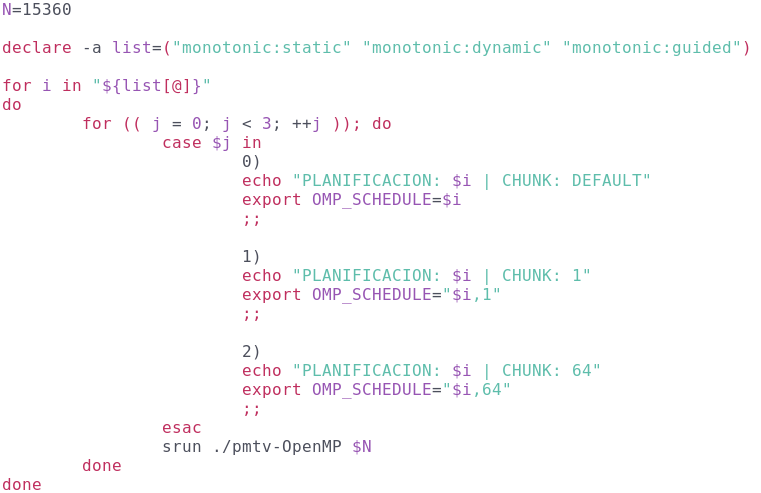 N=15360

declare -a list=("monotonic:static" "monotonic:dynamic" "monotonic:guided")

for i in "${list[@]}"
do
        for (( j = 0; j < 3; ++j )); do
                case $j in
                        0)
                        echo "PLANIFICACION: $i | CHUNK: DEFAULT"
                        export OMP_SCHEDULE=$i
                        ;;

                        1)
                        echo "PLANIFICACION: $i | CHUNK: 1"
                        export OMP_SCHEDULE="$i,1"
                        ;;

                        2)
                        echo "PLANIFICACION: $i | CHUNK: 64"
                        export OMP_SCHEDULE="$i,64"
                        ;;
                esac
                srun ./pmtv-OpenMP $N
        done
done